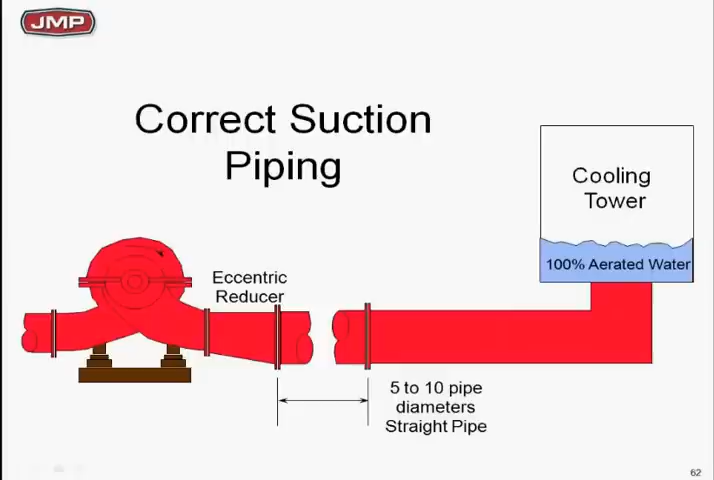 JMP
Correct Suction
Piping
Cooling
Tower
100% Aerated Water
Eccentric
Reducer
5 to 10 pipe
diameters
Straight Pipe
62